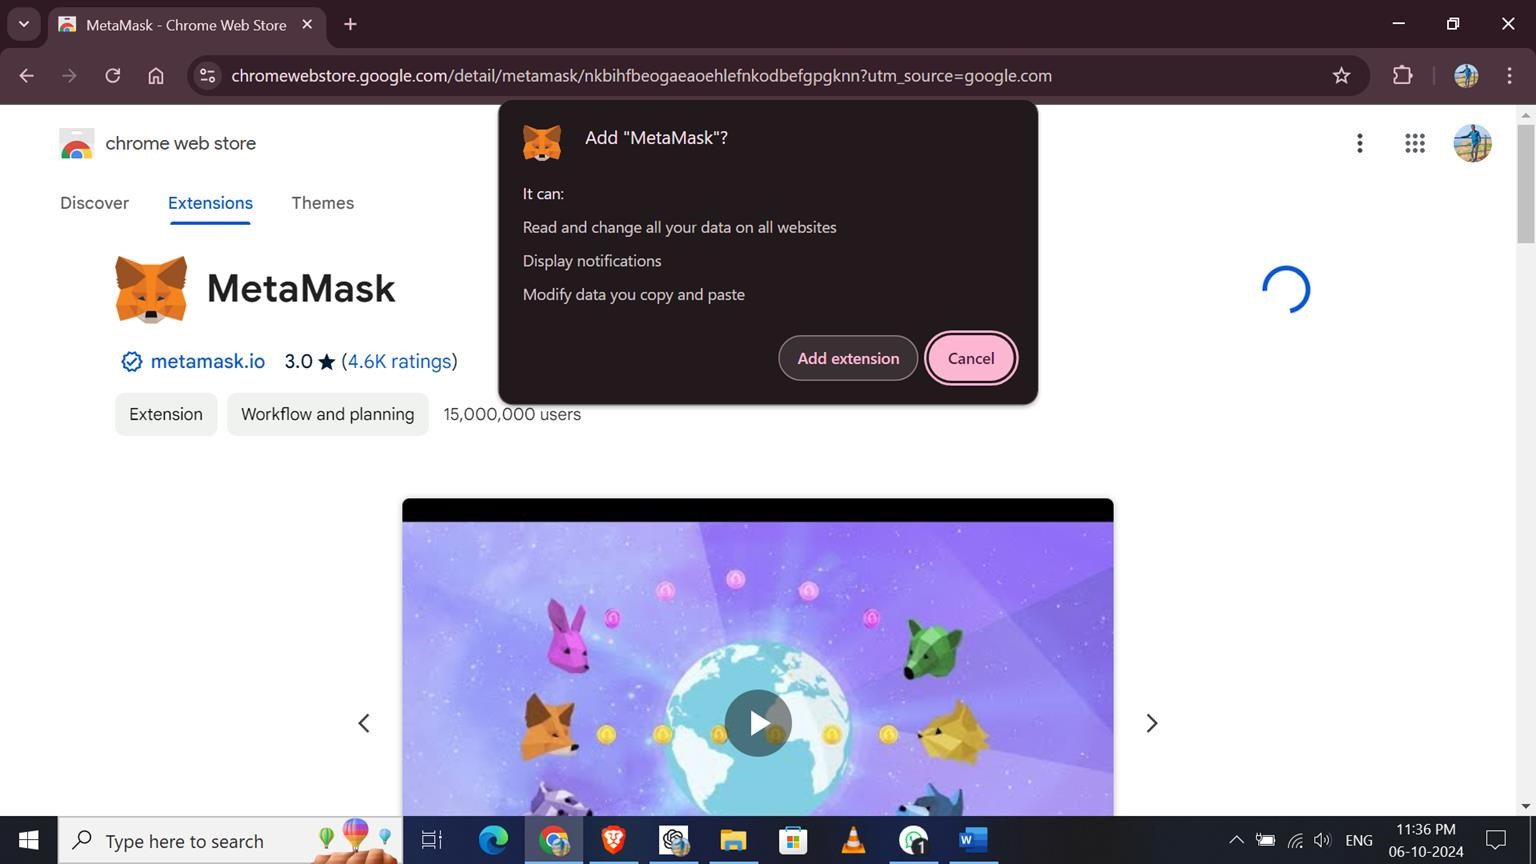 MetaMask - Chrome Web Store
chromewebstore.google.com/detail/metamask/nkbihfbeogaeaoehlefnkodbefgpgknn?utm_source=google.com
chrome web store
Discover
Extensions
Themes
MetaMask
metamask.io
3.0 ★ (4.6K ratings)
Extension
Workflow and planning
15,000,000 users
Add "MetaMask"?
It can:
Read and change all your data on all websites
Display notifications
Modify data you copy and paste
Add extension
Cancel
Type here to search
1
W
ENG
11:36 PM
06-10-2024